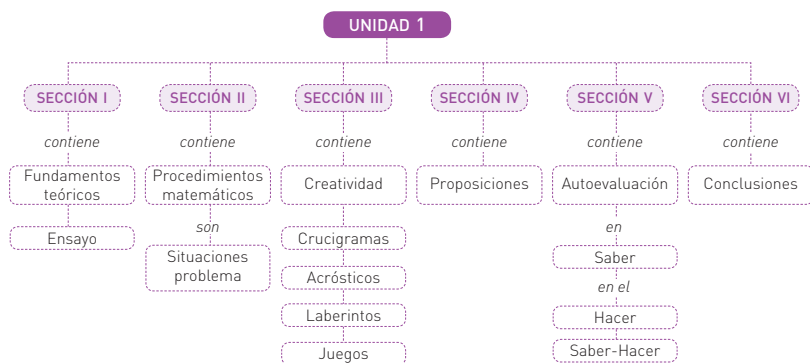 UNIDAD 1
SECCIÓN I
contiene
Fundamentos
teóricos
Ensayo
SECCIÓN II
contiene
Procedimientos
matemáticos
son
Situaciones
problema
SECCIÓN III
contiene
Creatividad
Crucigramas
Acrósticos
Laberintos
Juegos
SECCIÓN IV
contiene
Proposiciones
SECCIÓN V
contiene
Autoevaluación
en
Saber
en el
Hacer
Saber-Hacer
SECCIÓN VI
contiene
Conclusiones